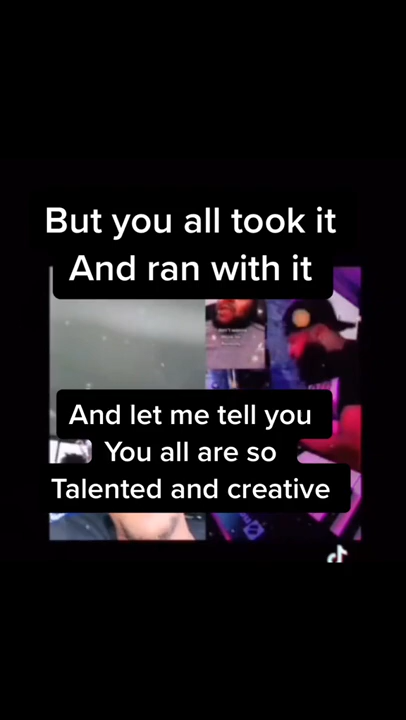 But you all took it
And ran with it
And let me tell you
You all are so
Talented and creative